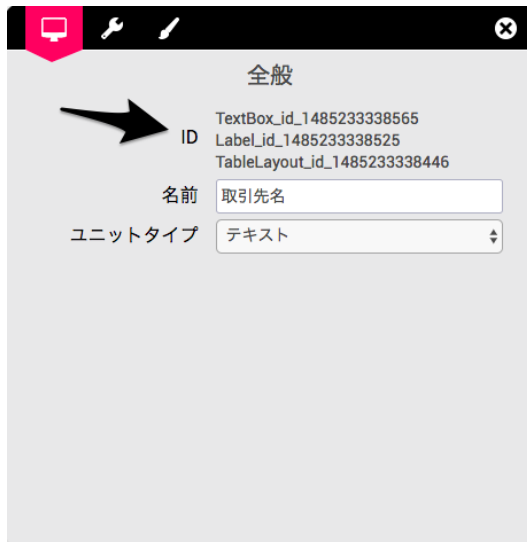 全般
ID
TextBox_id_1485233338565
Label_id_1485233338525
TableLayout_id_1485233338446
名前 取引先名
ユニットタイプ テキスト